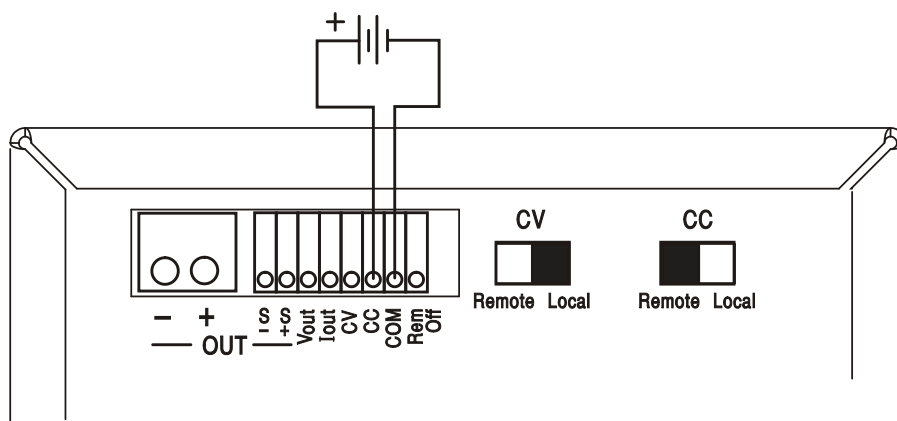 +
CV
CC
Remote Local
Remote Local
- +
OUT
S -
S +
Vout
Iout
CV
CC
COM
Rem Off